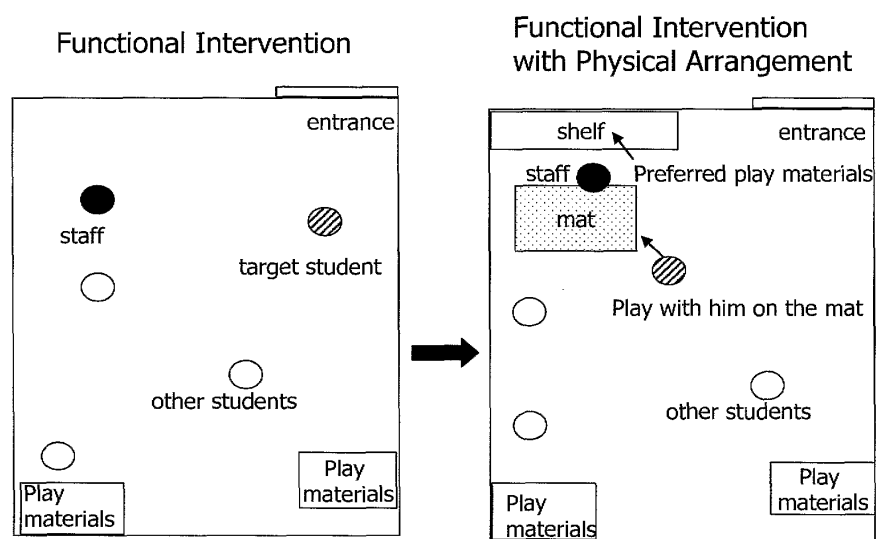 Functional Intervention
entrance
staff
target student
other students
Play
materials
Play
materials
Functional Intervention
with Physical Arrangement
shelf
entrance
staff
Preferred play materials
mat
Play with him on the mat
other students
Play
materials
Play
materials